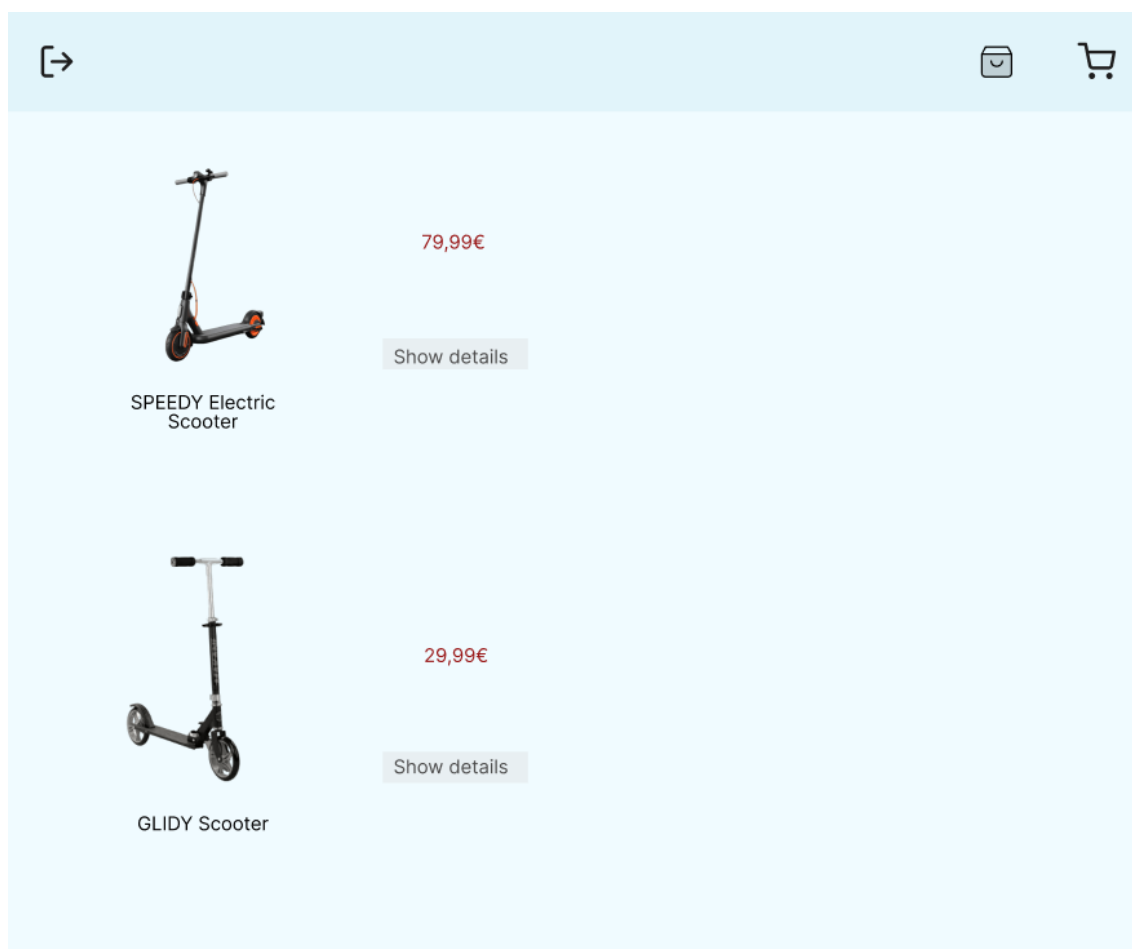 79,99€
Show details
SPEEDY Electric
Scooter
29,99€
Show details
GLIDY Scooter